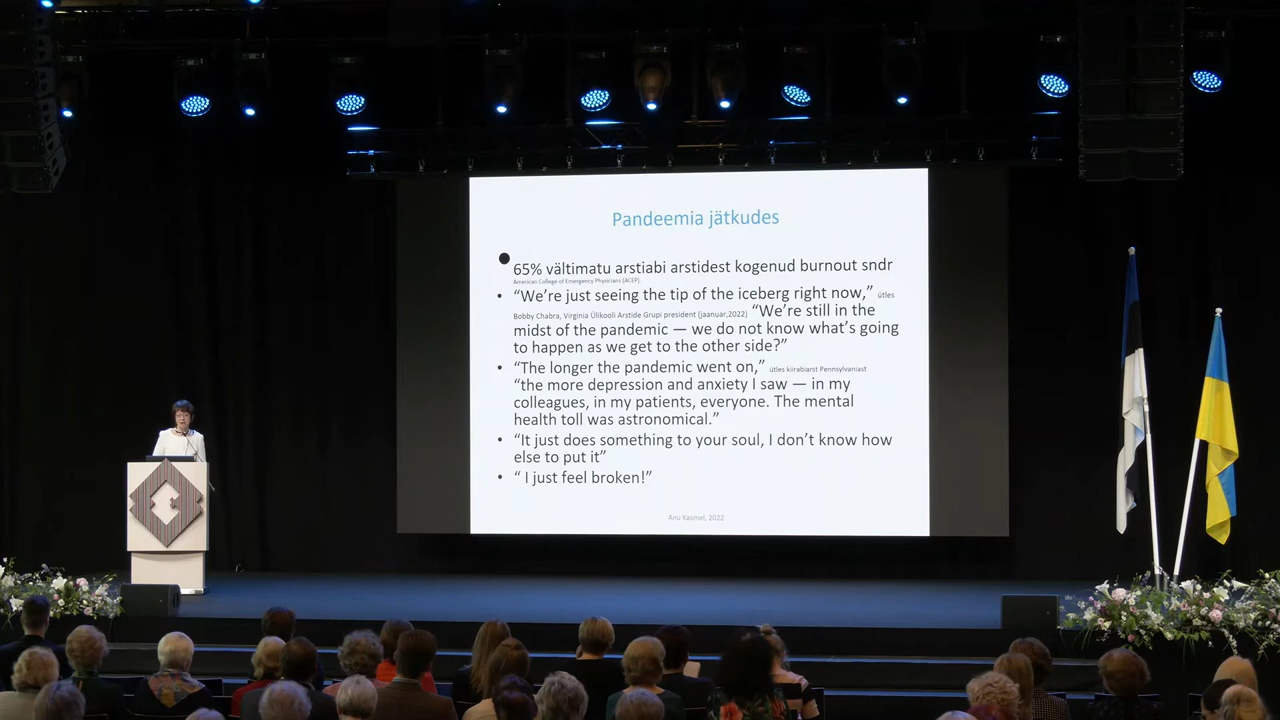 Pandeemia jätkudes
65% vältimatu arstiabi arstidest kogenud burnout sndr
American College of Emergency Physicians (ACEP)
“We’re just seeing the tip of the iceberg right now,” ütles
Bobby Chabra, Virginia Ülikooli Arstide Grupi president (jaanuar,2022) “We’re still in the
midst of the pandemic — we do not know what’s going
to happen as we get to the other side?”
“The longer the pandemic went on,” ütles kiirabiarst Pennsylvaniast
“the more depression and anxiety I saw — in my
colleagues, in my patients, everyone. The mental
health toll was astronomical.”
“It just does something to your soul, I don’t know how
else to put it”
“ I just feel broken!”
Anu Kasmel, 2022